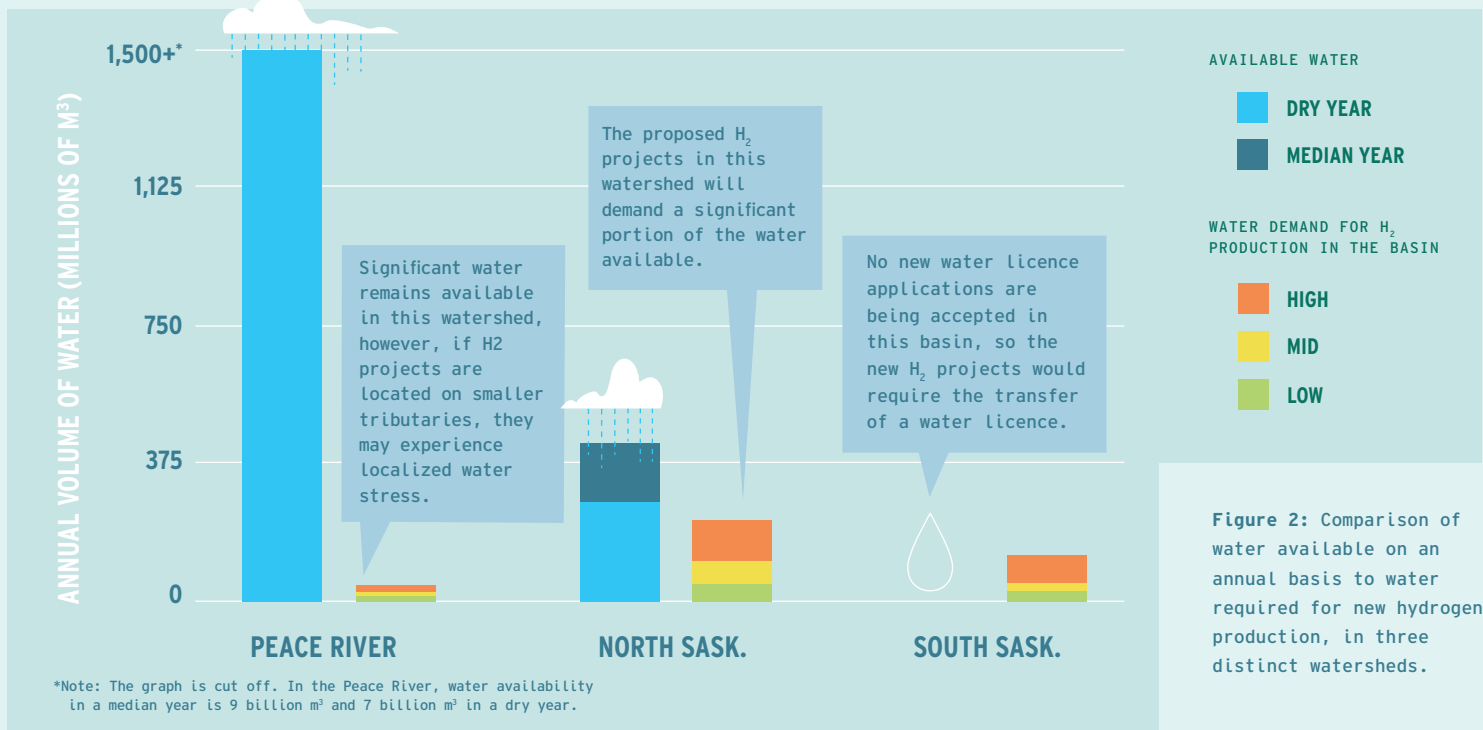 ANNUAL VOLUME OF WATER (MILLIONS OF M³)
1,500+*
1,125
750
375
0
Significant water
remains available
in this watershed,
however, if H2
projects are
located on smaller
tributaries, they
may experience
localized water
stress.
The proposed H₂
projects in this
watershed will
demand a significant
portion of the water
available.
No new water licence
applications are
being accepted in
this basin, so the
new H₂ projects would
require the transfer
of a water licence.
PEACE RIVER
NORTH SASK.
SOUTH SASK.
*Note: The graph is cut off. In the Peace River, water availability
in a median year is 9 billion m³ and 7 billion m³ in a dry year.
AVAILABLE WATER
DRY YEAR
MEDIAN YEAR
WATER DEMAND FOR H₂
PRODUCTION IN THE BASIN
HIGH
MID
LOW
Figure 2: Comparison of
water available on an
annual basis to water
required for new hydrogen
production, in three
distinct watersheds.